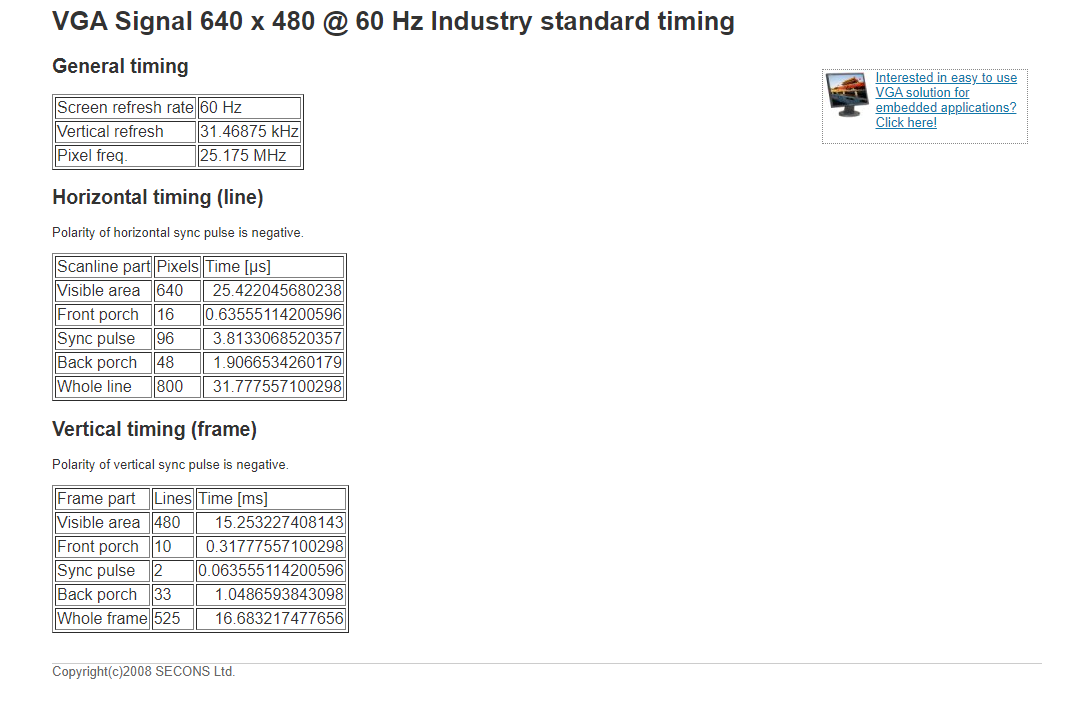 VGA Signal 640 x 480 @ 60 Hz Industry standard timing
General timing
Interested in easy to use
VGA solution for
embedded applications?
Click here!
Screen refresh rate 60 Hz
Vertical refresh 31.46875 kHz
Pixel freq. 25.175 MHz
Horizontal timing (line)
Polarity of horizontal sync pulse is negative.
Scanline part Pixels Time [µs]
Visible area 640 25.422045680238
Front porch 16 0.63555114200596
Sync pulse 96 3.8133068520357
Back porch 48 1.9066534260179
Whole line 800 31.777557100298
Vertical timing (frame)
Polarity of vertical sync pulse is negative.
Frame part Lines Time [ms]
Visible area 480 15.253227408143
Front porch 10 0.31777557100298
Sync pulse 2 0.063555114200596
Back porch 33 1.0486593843098
Whole frame 525 16.683217477656
Copyright(c)2008 SECONS Ltd.